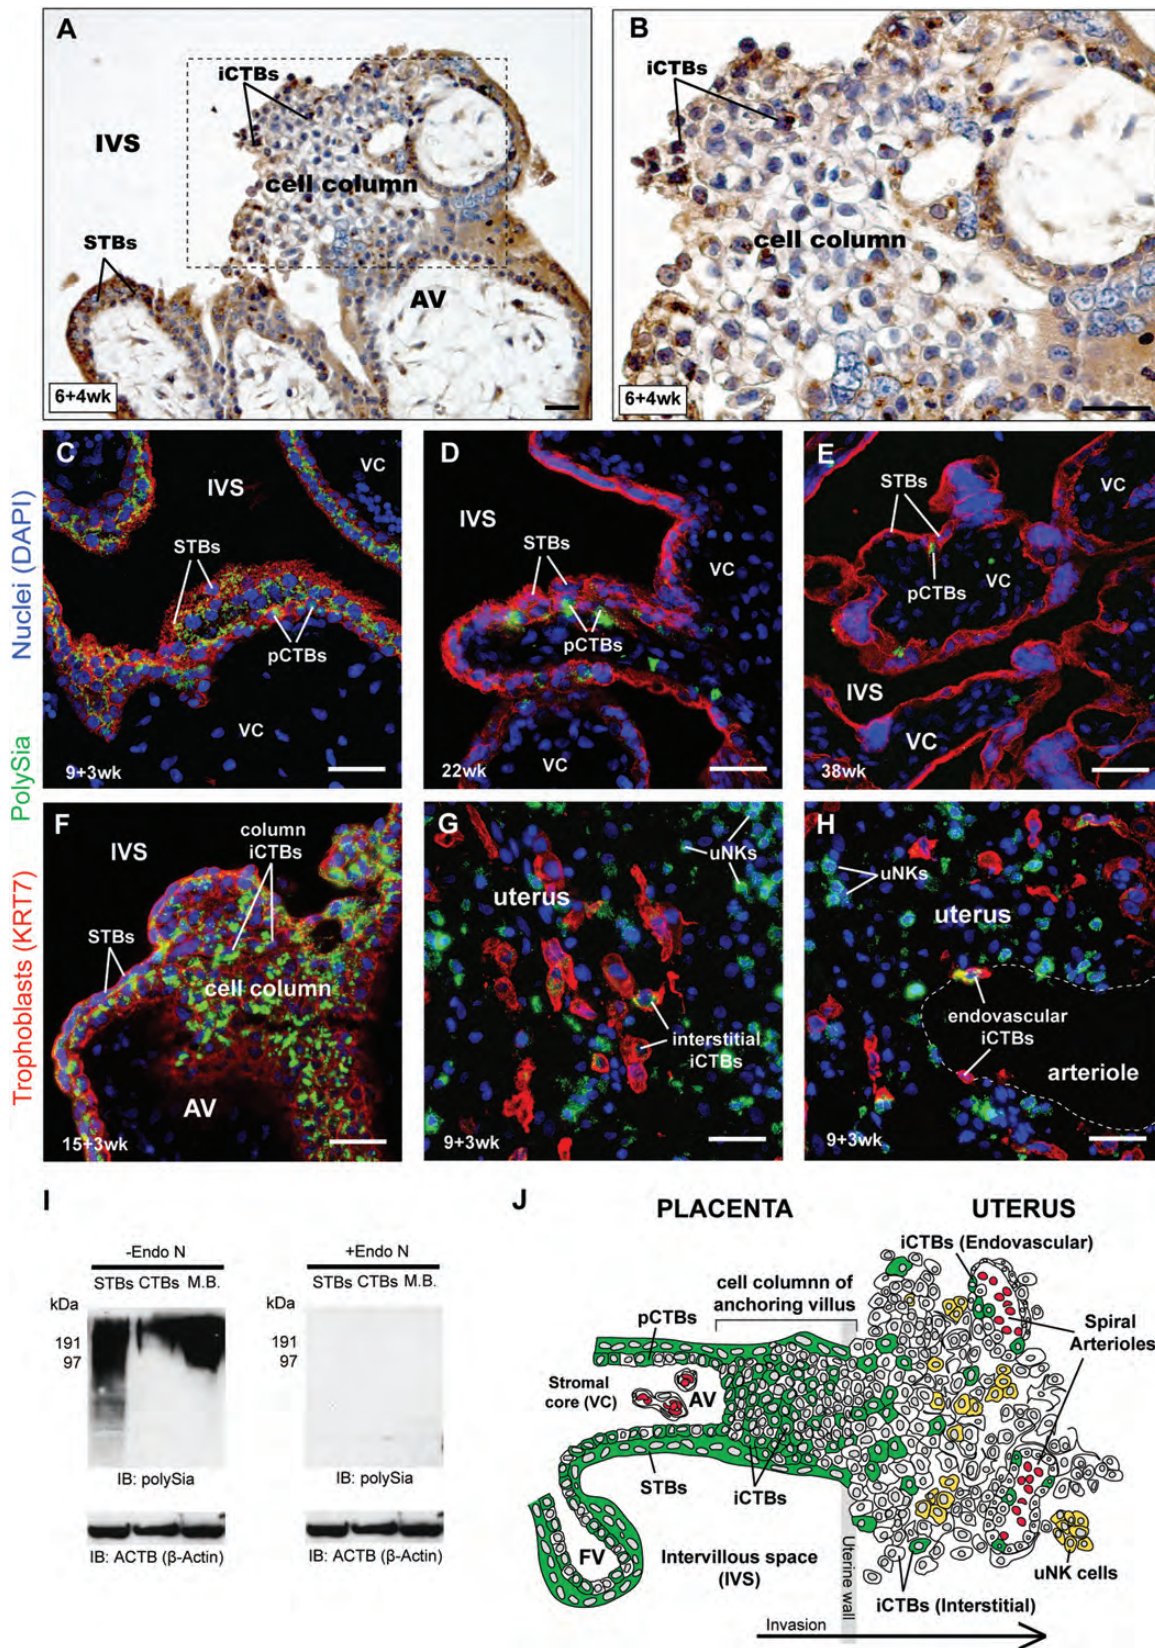 A
iCTBs
IVS
cell column
STBs
AV
6+4wk
B
iCTBs
cell column
6+4wk
Trophoblasts (KRT7) PolySia Nuclei (DAPI)
C
VC
IVS
STBs
pCTBs
VC
9+3wk
D
IVS
STBs
VC
pCTBs
VC
22wk
E
STBs
VC
VC
pCTBs
IVS
VC
38wk
F
column
iCTBs
IVS
STBs
cell column
AV
15+3wk
G
uNKs
uterus
interstitial
iCTBs
9+3wk
H
uNKs
uterus
endovascular
iCTBs
arteriole
9+3wk
I
-Endo N
STBs CTBs M.B.
kDa
191
97
IB: polySia
IB: ACTB (β-Actin)
+Endo N
STBs CTBs M.B.
kDa
191
97
IB: polySia
IB: ACTB (β-Actin)
J
PLACENTA
UTERUS
iCTBs (Endovascular)
cell columnn of
anchoring villus
pCTBs
Spiral
Arterioles
Stromal
core (VC)
AV
STBs
iCTBs
FV
Intervillous space
(IVS)
Uterine wall
uNK cells
iCTBs (Interstitial)
Invasion